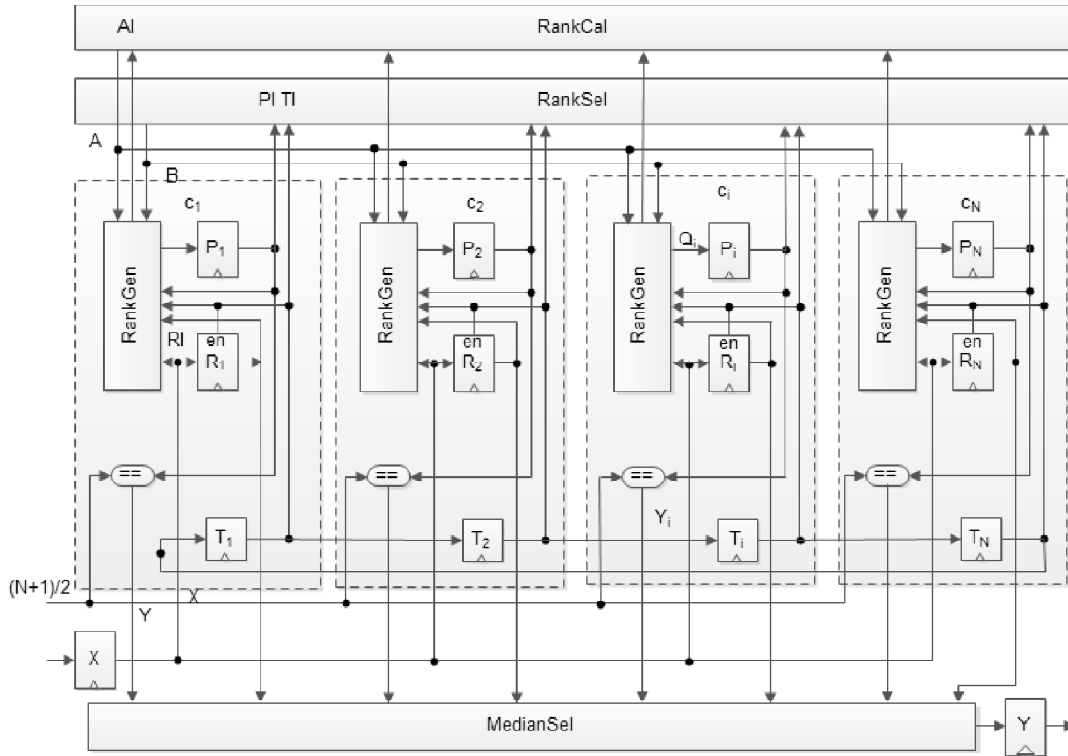 AI
RankCal
PI TI
RankSel
A
B
c1
c2
ci
cN
RankGen
P1
RankGen
P2
RankGen
Qi
Pi
RankGen
PN
RI
en
R1
en
R2
en
Ri
en
RN
==
==
==
==
Yi
T1
T2
Ti
TN
(N+1)/2
X
Y
X
MedianSel
Y